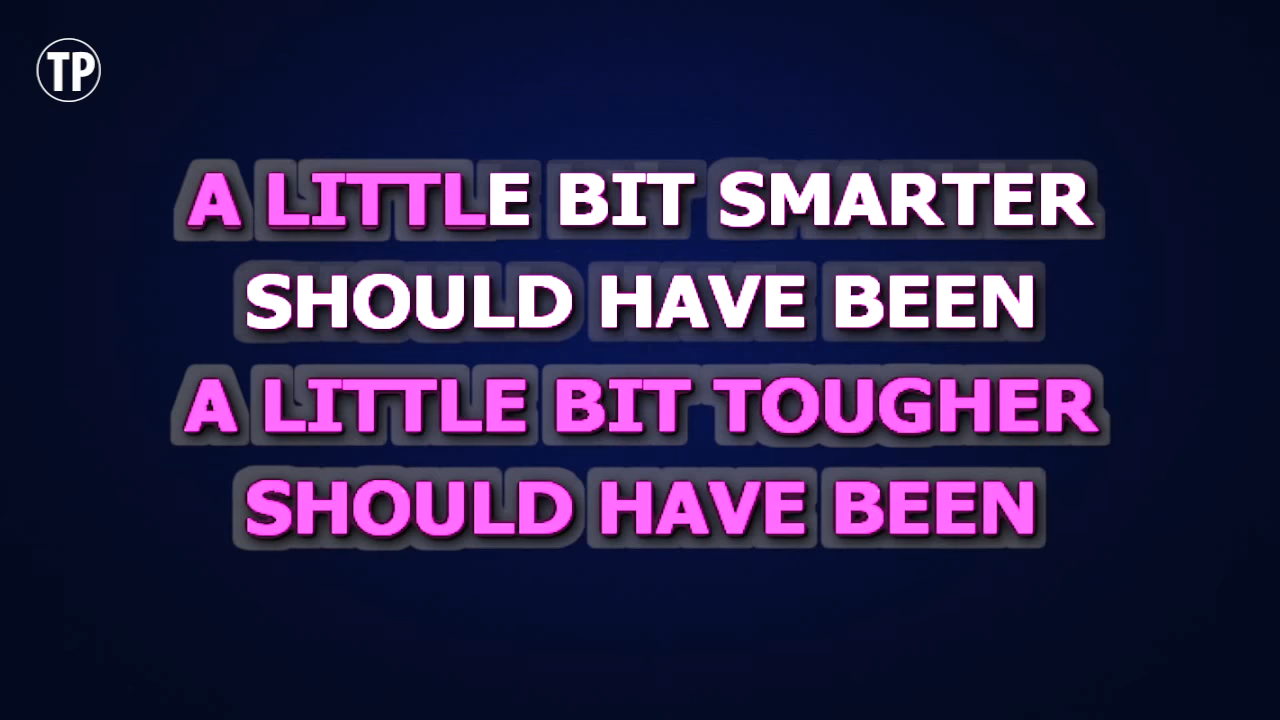 TP
A LITTLE BIT SMARTER
SHOULD HAVE BEEN
A LITTLE BIT TOUGHER
SHOULD HAVE BEEN